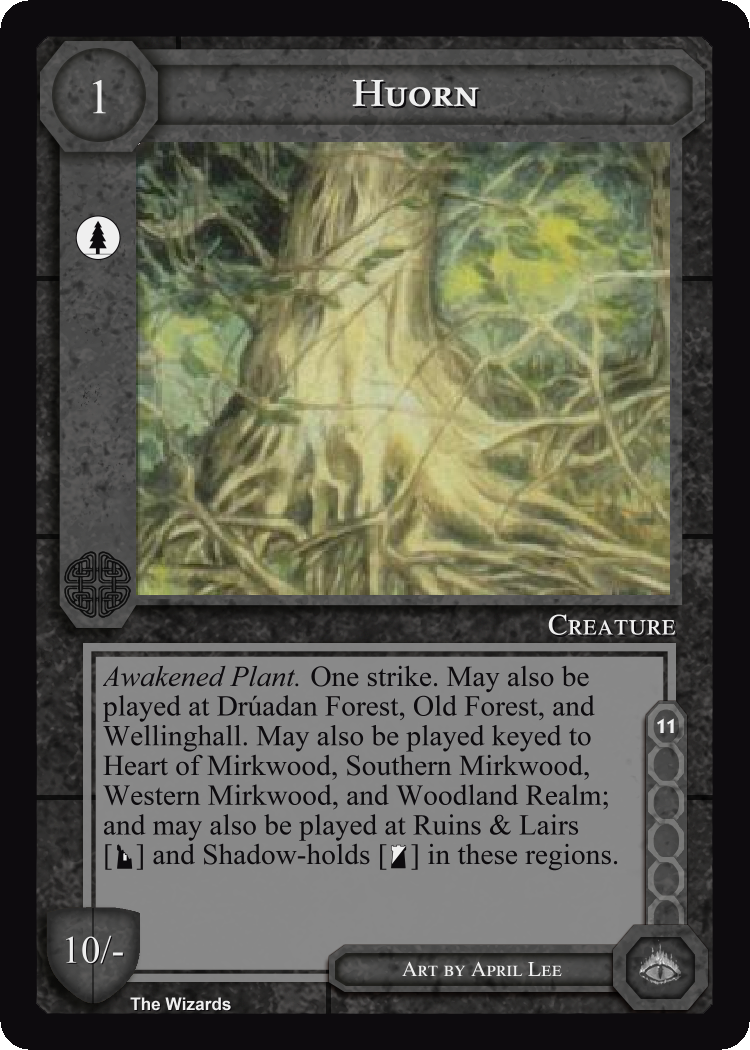 1
HUORN
CREATURE
Awakened Plant. One strike. May also be
played at Drúadan Forest, Old Forest, and
Wellinghall. May also be played keyed to
Heart of Mirkwood, Southern Mirkwood,
Western Mirkwood, and Woodland Realm;
and may also be played at Ruins & Lairs
[ ] and Shadow-holds [ ] in these regions.
11
10/-
ART BY APRIL LEE
The Wizards